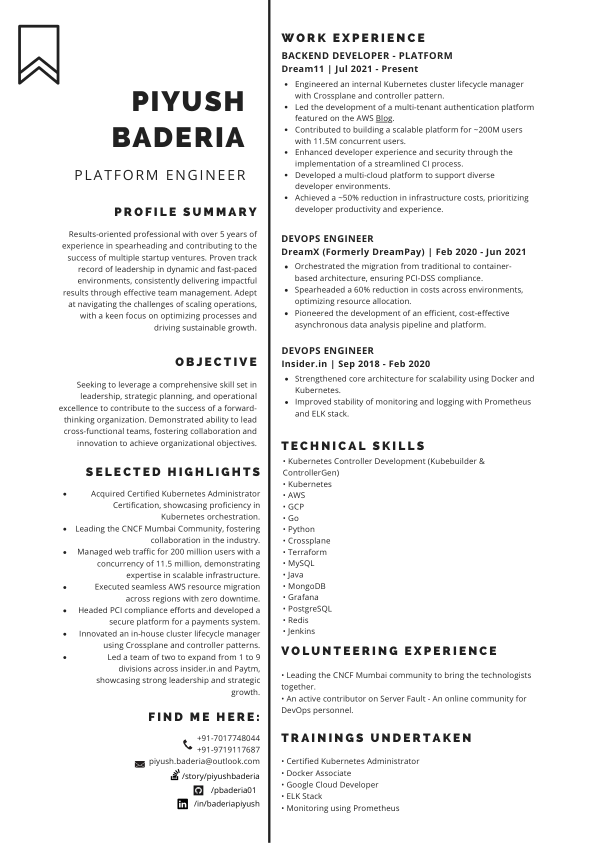 PIYUSH
BADERIA
PLATFORM ENGINEER
PROFILE SUMMARY
Results-oriented professional with over 5 years of
experience in spearheading and contributing to the
success of multiple startup ventures. Proven track
record of leadership in dynamic and fast-paced
environments, consistently delivering impactful
results through effective team management. Adept
at navigating the challenges of scaling operations,
with a keen focus on optimizing processes and
driving sustainable growth.
OBJECTIVE
Seeking to leverage a comprehensive skill set in
leadership, strategic planning, and operational
excellence to contribute to the success of a forward-
thinking organization. Demonstrated ability to lead
cross-functional teams, fostering collaboration and
innovation to achieve organizational objectives.
SELECTED HIGHLIGHTS
• Acquired Certified Kubernetes Administrator
Certification, showcasing proficiency in
Kubernetes orchestration.
• Leading the CNCF Mumbai Community, fostering
collaboration in the industry.
• Managed web traffic for 200 million users with a
concurrency of 11.5 million, demonstrating
expertise in scalable infrastructure.
• Executed seamless AWS resource migration
across regions with zero downtime.
• Headed PCI compliance efforts and developed a
secure platform for a payments system.
• Innovated an in-house cluster lifecycle manager
using Crossplane and controller patterns.
• Led a team of two to expand from 1 to 9
divisions across insider.in and Paytm,
showcasing strong leadership and strategic
growth.
FIND ME HERE:
+91-7017748044
+91-9719117687
piyush.baderia@outlook.com
/story/piyushbaderia
/pbaderia01
/in/baderiapiyush
WORK EXPERIENCE
BACKEND DEVELOPER - PLATFORM
Dream11 | Jul 2021 - Present
• Engineered an internal Kubernetes cluster lifecycle manager
with Crossplane and controller pattern.
• Led the development of a multi-tenant authentication platform
featured on the AWS Blog.
• Contributed to building a scalable platform for ~200M users
with 11.5M concurrent users.
• Enhanced developer experience and security through the
implementation of a streamlined CI process.
• Developed a multi-cloud platform to support diverse
developer environments.
• Achieved a ~50% reduction in infrastructure costs, prioritizing
developer productivity and experience.
DEVOPS ENGINEER
DreamX (Formerly DreamPay) | Feb 2020 - Jun 2021
• Orchestrated the migration from traditional to container-
based architecture, ensuring PCI-DSS compliance.
• Spearheaded a 60% reduction in costs across environments,
optimizing resource allocation.
• Pioneered the development of an efficient, cost-effective
asynchronous data analysis pipeline and platform.
DEVOPS ENGINEER
Insider.in | Sep 2018 - Feb 2020
• Strengthened core architecture for scalability using Docker and
Kubernetes.
• Improved stability of monitoring and logging with Prometheus
and ELK stack.
TECHNICAL SKILLS
• Kubernetes Controller Development (Kubebuilder &
ControllerGen)
• Kubernetes
• AWS
• GCP
• Go
• Python
• Crossplane
• Terraform
• MySQL
• Java
• MongoDB
• Grafana
• PostgreSQL
• Redis
• Jenkins
VOLUNTEERING EXPERIENCE
• Leading the CNCF Mumbai community to bring the technologists
together.
• An active contributor on Server Fault - An online community for
DevOps personnel.
TRAININGS UNDERTAKEN
• Certified Kubernetes Administrator
• Docker Associate
• Google Cloud Developer
• ELK Stack
• Monitoring using Prometheus